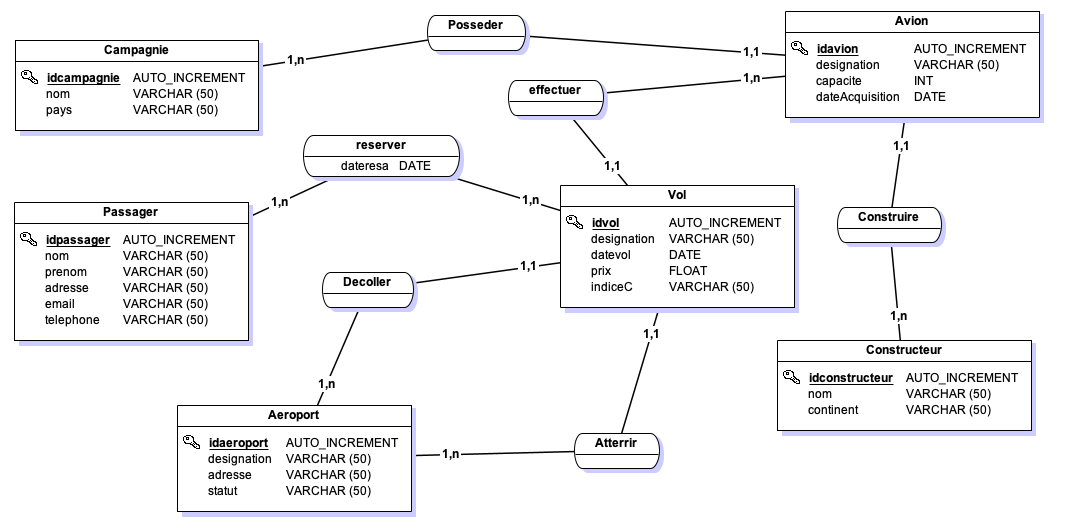 Posseder
Campagnie
idcampagnie AUTO_INCREMENT
nom VARCHAR (50)
pays VARCHAR (50)
1,n
1,1
Avion
idavion AUTO_INCREMENT
designation VARCHAR (50)
capacite INT
dateAcquisition DATE
effectuer
1,n
1,1
reserver
dateresa DATE
1,n
1,n
1,1
Construire
1,n
Passager
idpassager AUTO_INCREMENT
nom VARCHAR (50)
prenom VARCHAR (50)
adresse VARCHAR (50)
email VARCHAR (50)
telephone VARCHAR (50)
Vol
idvol AUTO_INCREMENT
designation VARCHAR (50)
datevol DATE
prix FLOAT
indiceC VARCHAR (50)
Decoller
1,1
1,n
1,1
Constructeur
idconstructeur AUTO_INCREMENT
nom VARCHAR (50)
continent VARCHAR (50)
Aeroport
idaeroport AUTO_INCREMENT
designation VARCHAR (50)
adresse VARCHAR (50)
statut VARCHAR (50)
1,n
Atterrir